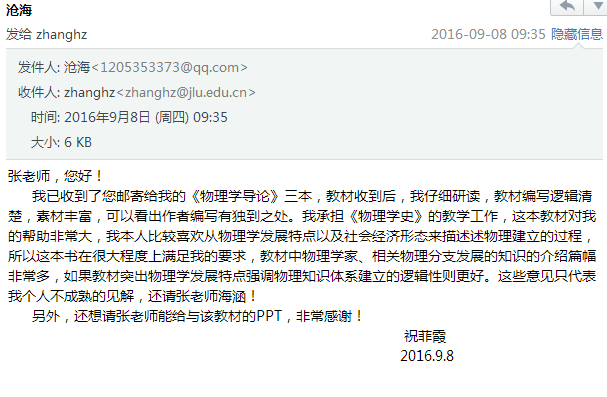 沧海
发给 zhanghz
2016-09-08 09:35 隐藏信息
发件人: 沧海<1205353373@qq.com>
收件人: zhanghz<zhanghz@jlu.edu.cn>
时间: 2016年9月8日 (周四) 09:35
大小: 6 KB
张老师，您好！
我已收到了您邮寄给我的《物理学导论》三本，教材收到后，我仔细研读，教材编写逻辑清
楚，素材丰富，可以看出作者编写有独到之处。我承担《物理学史》的教学工作，这本教材对我
的帮助非常大，我本人比较喜欢从物理学发展特点以及社会经济形态来描述述物理建立的过程，
所以这本书在很大程度上满足我的要求，教材中物理学家、相关物理分支发展的知识的介绍篇幅
非常多，如果教材突出物理学发展特点强调物理知识体系建立的逻辑性则更好。这些意见只代表
我个人不成熟的见解，还请张老师海涵！
另外，还想请张老师能给与该教材的PPT，非常感谢！
祝菲霞
2016.9.8